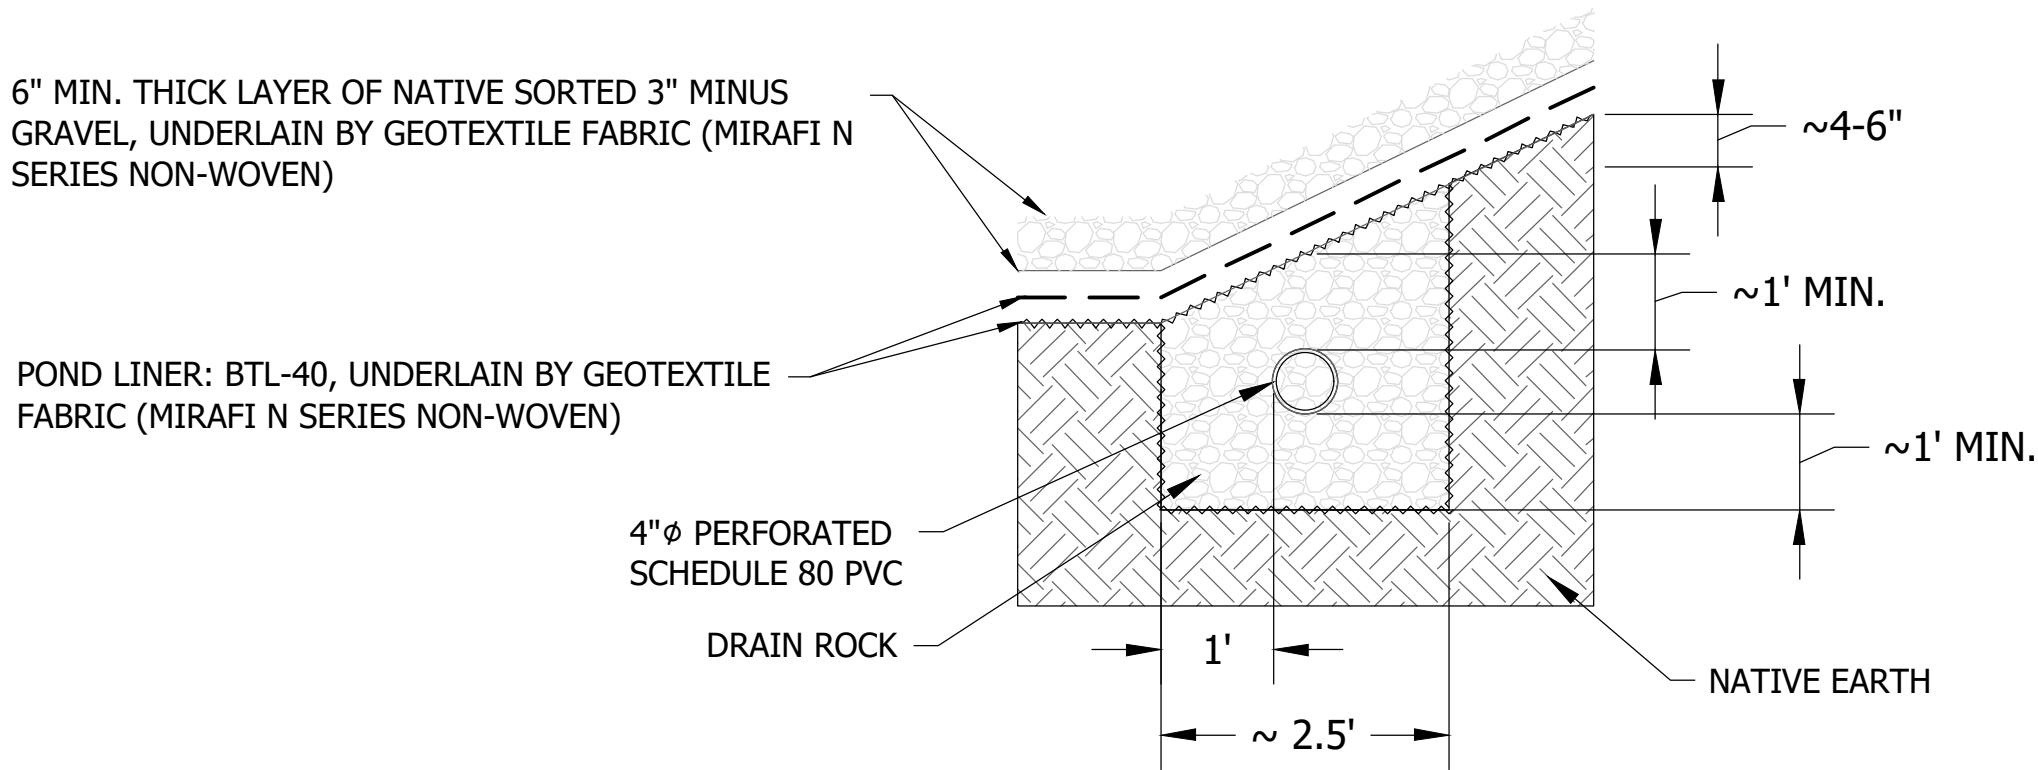 6" MIN. THICK LAYER OF NATIVE SORTED 3" MINUS
GRAVEL, UNDERLAIN BY GEOTEXTILE FABRIC (MIRAFI N
SERIES NON-WOVEN)
~4-6"
~1' MIN.
POND LINER: BTL-40, UNDERLAIN BY GEOTEXTILE
FABRIC (MIRAFI N SERIES NON-WOVEN)
~1' MIN.
4"⌀ PERFORATED
SCHEDULE 80 PVC
DRAIN ROCK
1'
NATIVE EARTH
~ 2.5'